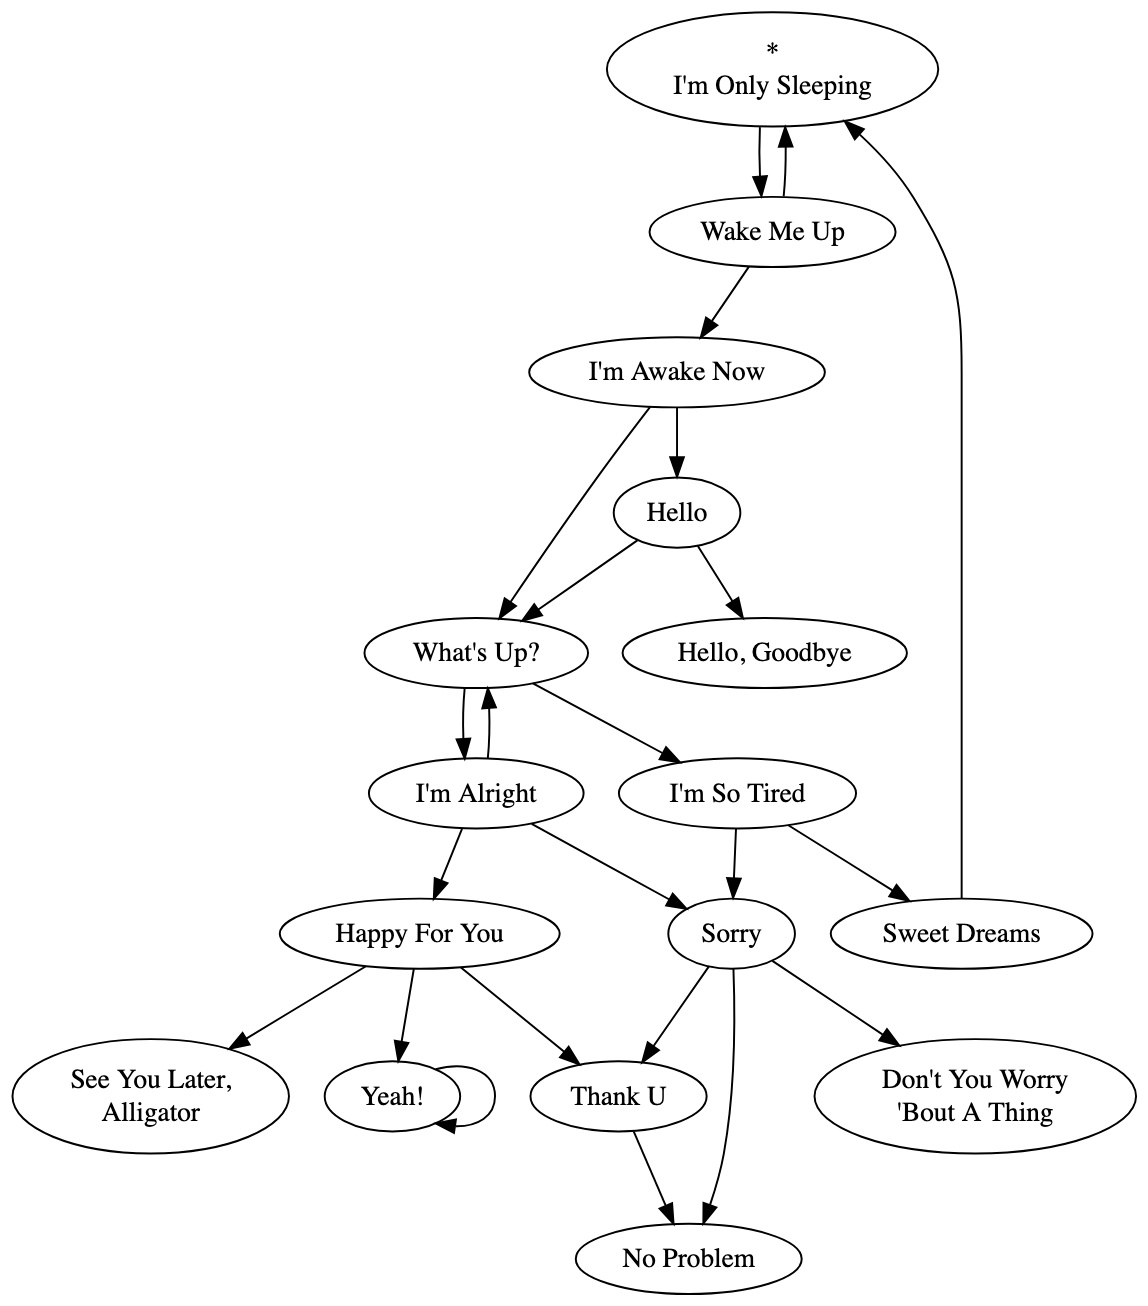 *
I'm Only Sleeping
Wake Me Up
I'm Awake Now
Hello
What's Up?
Hello, Goodbye
I'm Alright
I'm So Tired
Happy For You
Sorry
Sweet Dreams
See You Later,
Alligator
Yeah!
Thank U
Don't You Worry
'Bout A Thing
No Problem